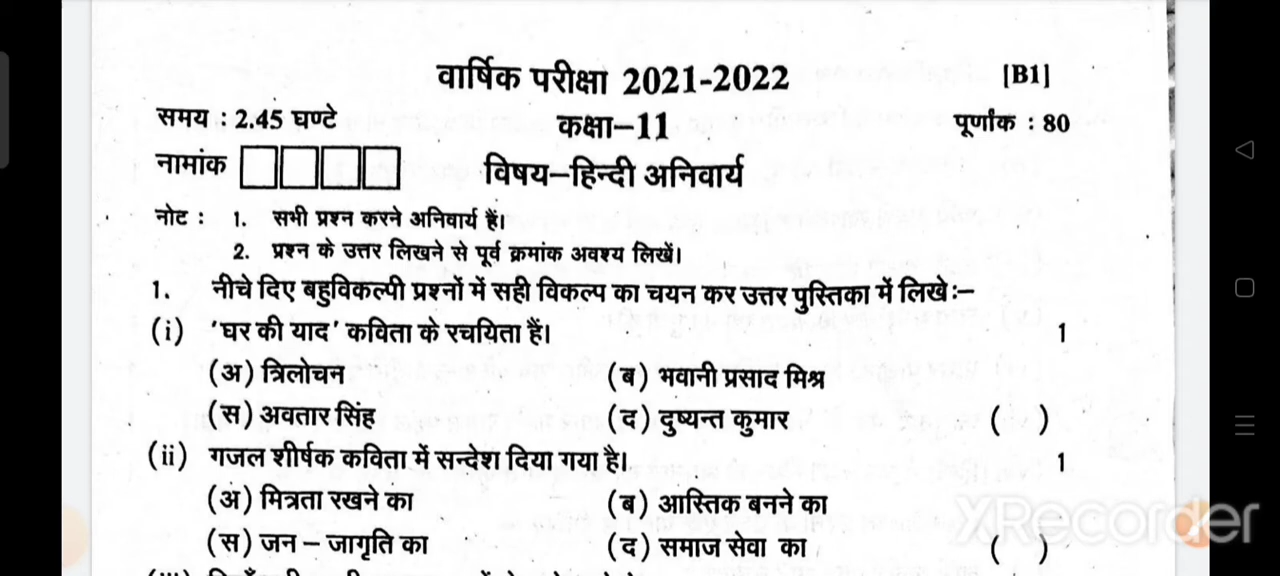 वार्षिक परीक्षा 2021-2022 [B1]
समय : 2.45 घण्टे कक्षा–11 पूर्णांक : 80
नामांक विषय–हिन्दी अनिवार्य
नोट : 1. सभी प्रश्न करने अनिवार्य हैं।
2. प्रश्न के उत्तर लिखने से पूर्व क्रमांक अवश्य लिखें।
1. नीचे दिए बहुविकल्पी प्रश्नों में सही विकल्प का चयन कर उत्तर पुस्तिका में लिखे:–
(i) 'घर की याद' कविता के रचयिता हैं। 1
(अ) त्रिलोचन (ब) भवानी प्रसाद मिश्र
(स) अवतार सिंह (द) दुष्यन्त कुमार ( )
(ii) गजल शीर्षक कविता में सन्देश दिया गया है। 1
(अ) मित्रता रखने का (ब) आस्तिक बनने का
(स) जन – जागृति का (द) समाज सेवा का ( )
XRecorder